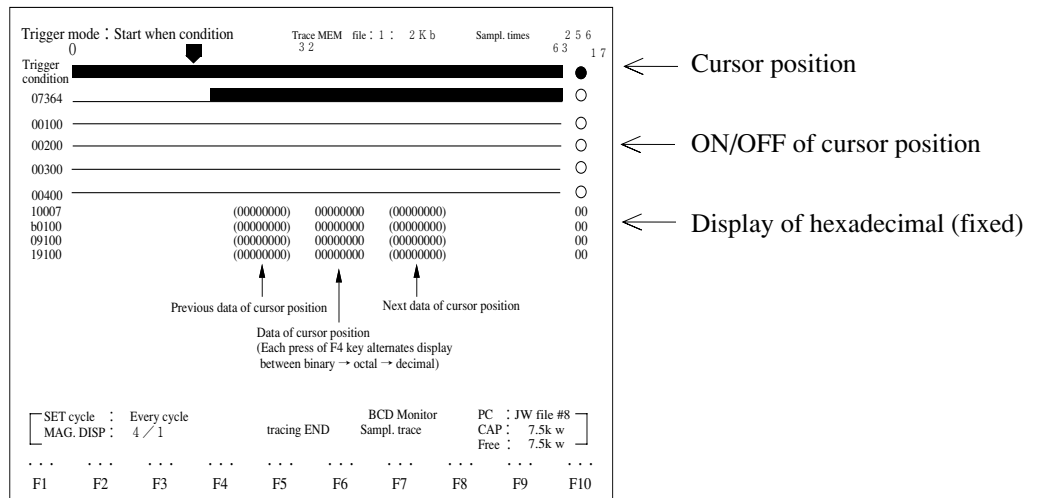 Trigger mode : Start when condition Trace MEM file : 1 : 2 K b Sampl. times 2 5 6
0 3 2 6 3 1 7
Trigger
condition
Cursor position
07364
00100
00200
ON/OFF of cursor position
00300
00400
10007 (00000000) 00000000 (00000000) 00
b0100 (00000000) 00000000 (00000000) 00
Display of hexadecimal (fixed)
09100 (00000000) 00000000 (00000000) 00
19100 (00000000) 00000000 (00000000) 00
Previous data of cursor position Next data of cursor position
Data of cursor position
(Each press of F4 key alternates display
between binary → octal → decimal)
SET cycle : Every cycle BCD Monitor PC : JW file #8
MAG. DISP : 4 / 1 tracing END Sampl. trace CAP : 7.5k w
Free : 7.5k w
. . . . . . . . . . . . . . . . . . . . . . . . . . . . . .
F1 F2 F3 F4 F5 F6 F7 F8 F9 F10